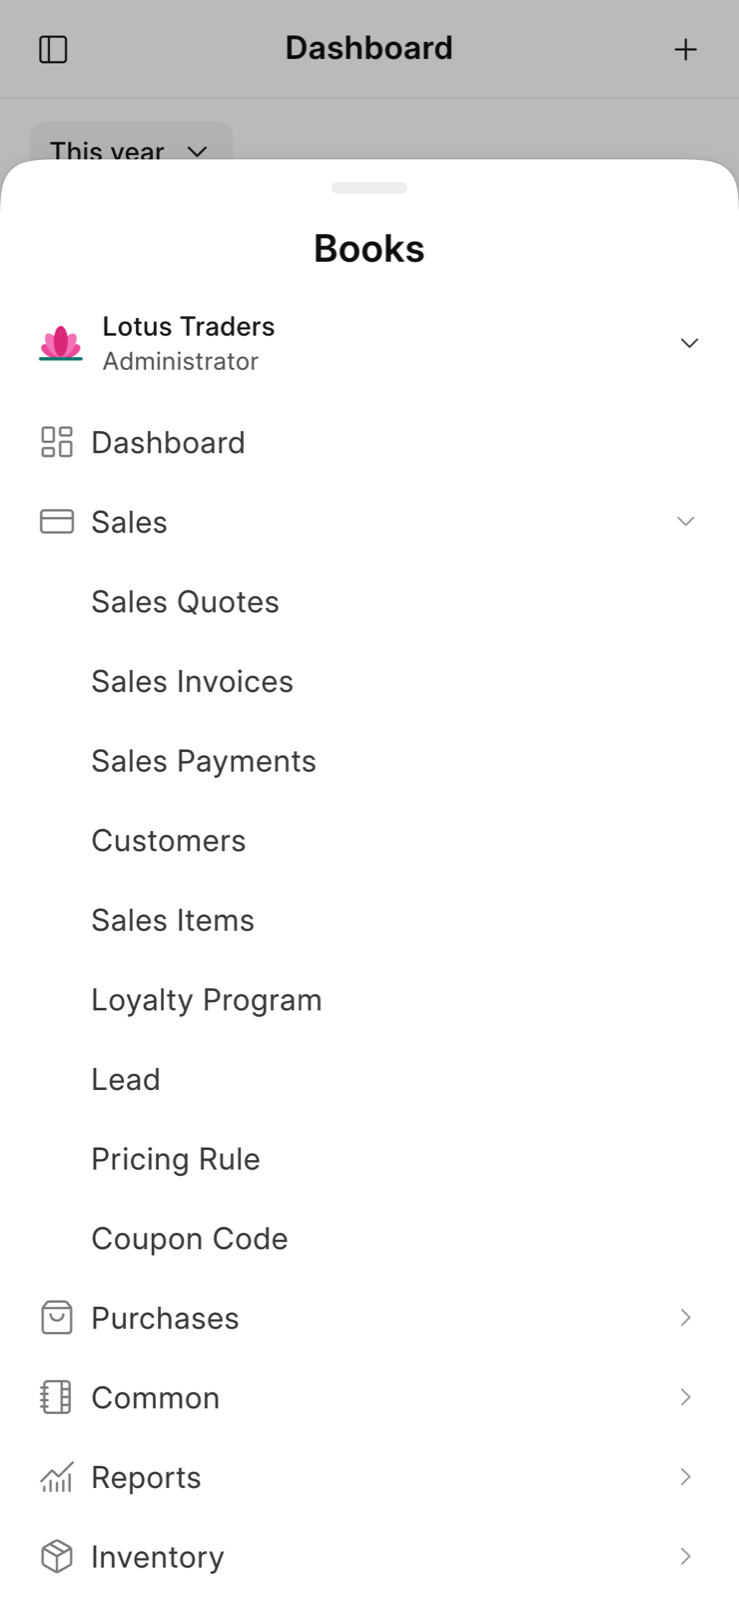 Dashboard
This year
Books
Lotus Traders
Administrator
Dashboard
Sales
Sales Quotes
Sales Invoices
Sales Payments
Customers
Sales Items
Loyalty Program
Lead
Pricing Rule
Coupon Code
Purchases
Common
Reports
Inventory